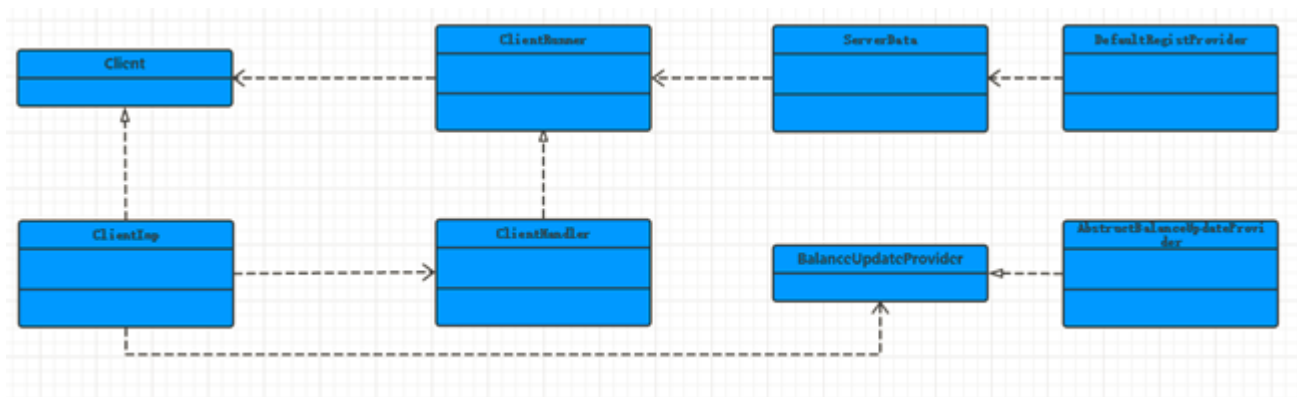 Client
ClientRunner
ServerData
DefaultRegistProvider
ClientImp
ClientHandler
BalanceUpdateProvider
AbstructBalanceUpdateProvi
der